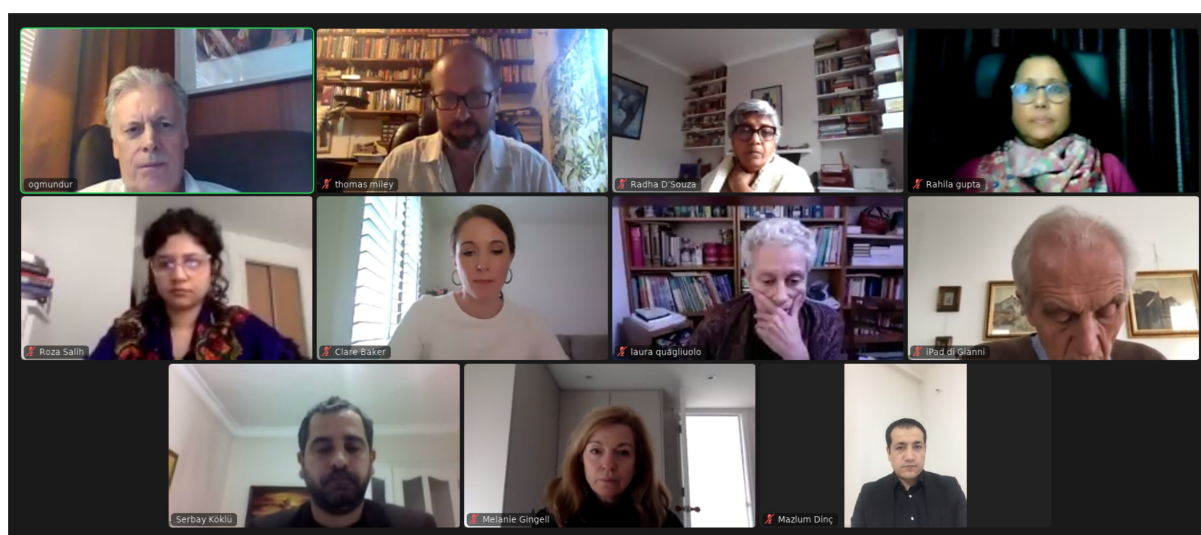 ogmundur
thomas miley
Radha D'Souza
Rahila gupta
Roza Salih
Clare Baker
laura quagliuolo
iPad di Gianni
Serbay Köklü
Melanie Gingell
Mazlum Dinç